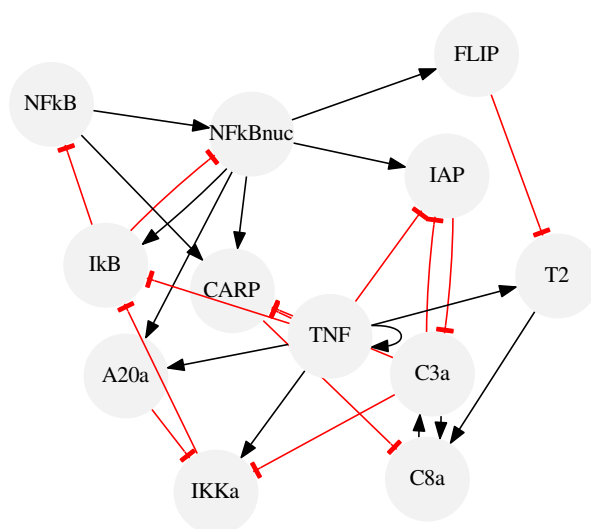 FLIP
NFkB
NFkBnuc
IAP
IkB
T2
CARP
TNF
A20a
C3a
C8a
IKKa